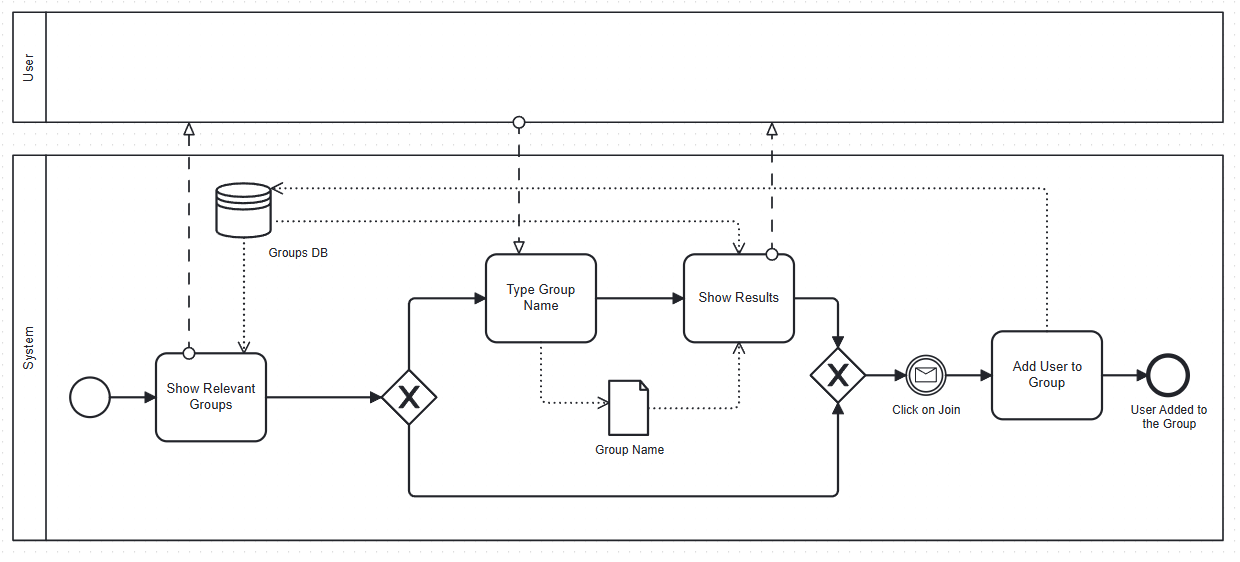 User
System
Groups DB
Type Group
Name
Show Results
Show Relevant
Groups
X
X
Group Name
Click on Join
Add User to
Group
User Added to
the Group